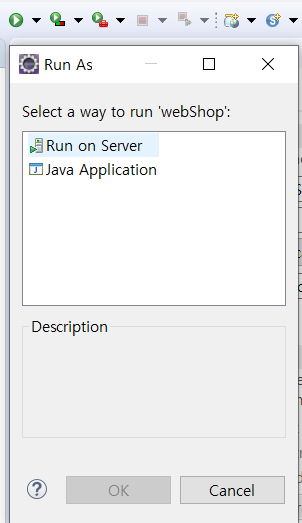 Run As
Select a way to run 'webShop':
Run on Server
Java Application
Description
OK
Cancel